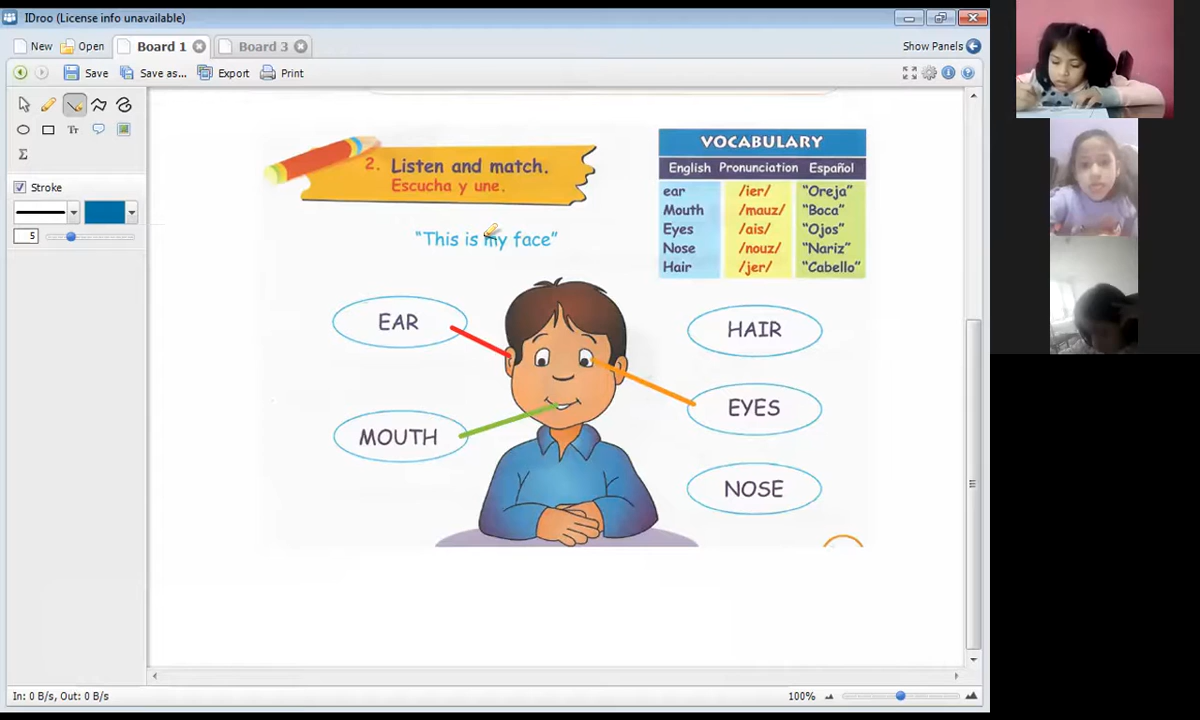 IDroo (License info unavailable)
New Open Board 1 Board 3 Show Panels
Save Save as... Export Print
Tt
Σ
Stroke
5
2. Listen and match.
Escucha y une.
"This is my face"
VOCABULARY
English Pronunciation Español
ear /ier/ "Oreja"
Mouth /mauz/ "Boca"
Eyes /ais/ "Ojos"
Nose /nouz/ "Nariz"
Hair /jer/ "Cabello"
EAR
HAIR
EYES
MOUTH
NOSE
In: 0 B/s, Out: 0 B/s 100%